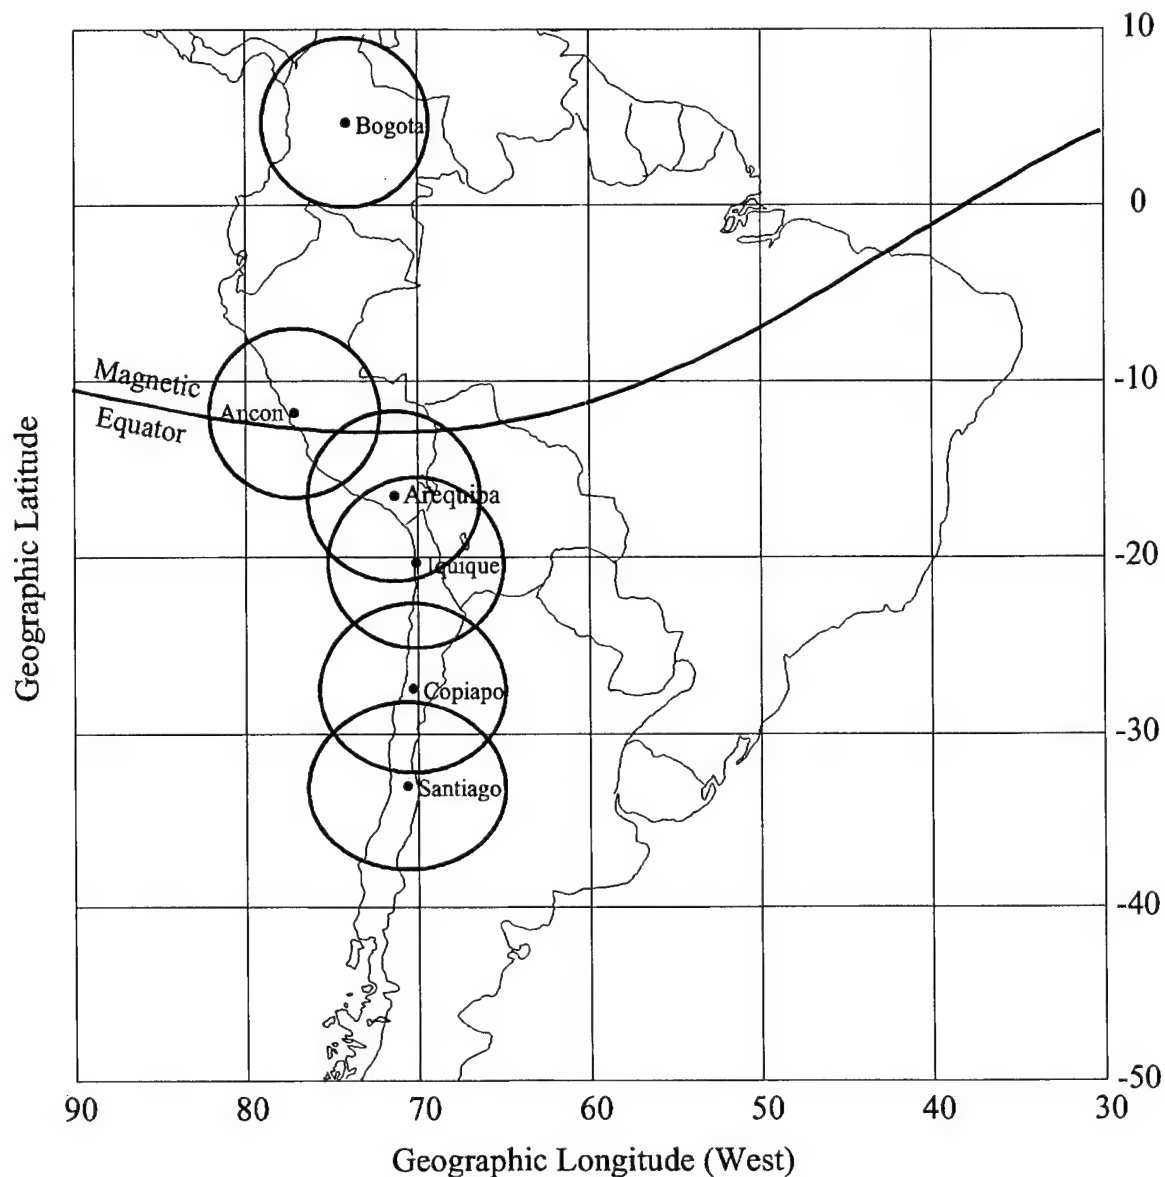 10
Bogota
0
Magnetic
Equator
Ancon
-10
Arequipa
-20
Iquique
Copiapo
-30
Santiago
-40
-50
90 80 70 60 50 40 30
Geographic Longitude (West)
Geographic Latitude